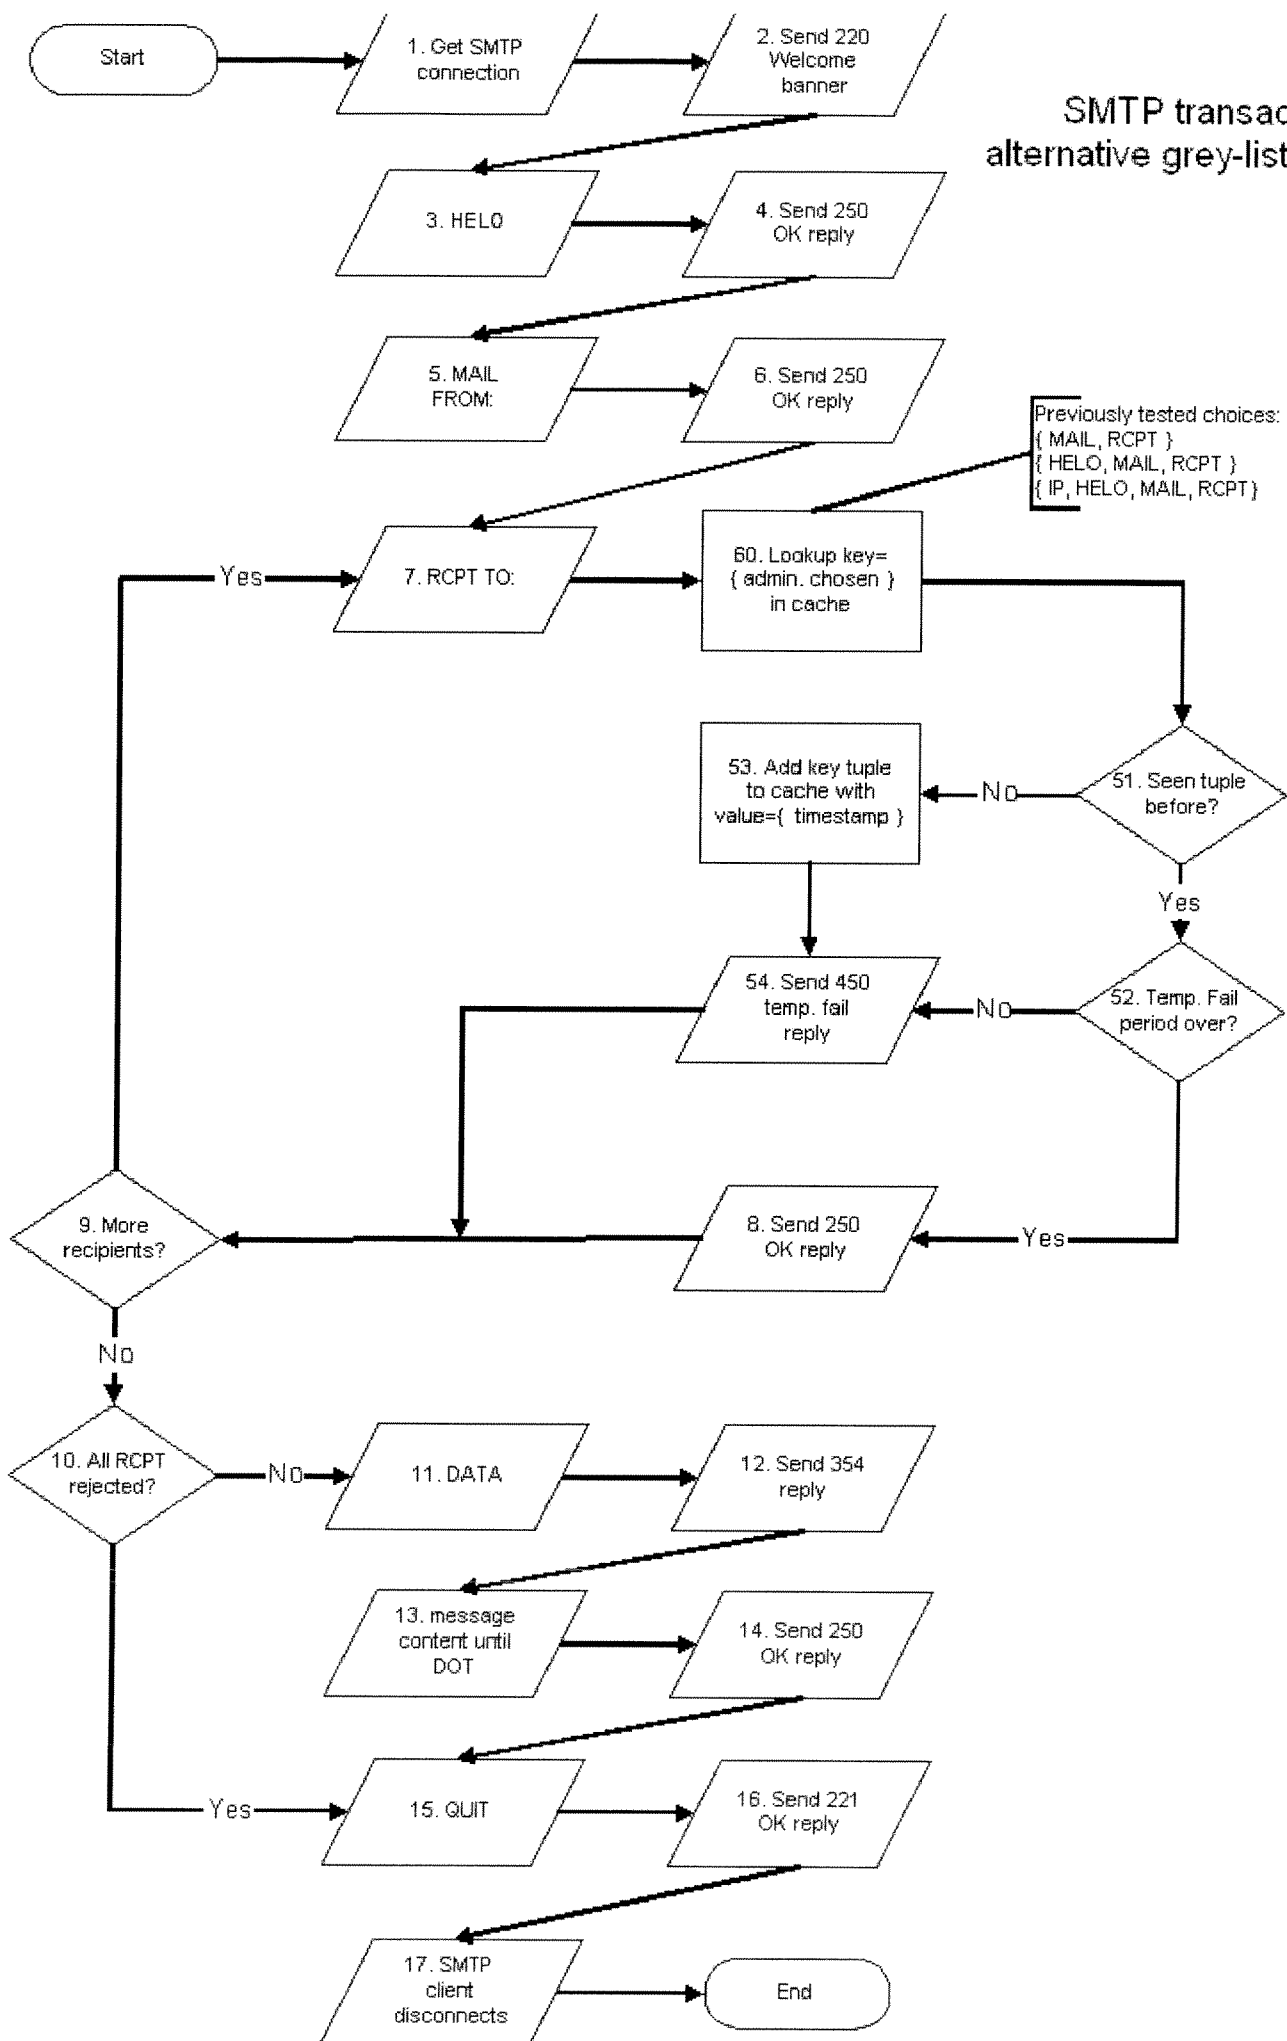 Start
1. Get SMTP
connection
2. Send 220
Welcome
banner
SMTP transac
alternative grey-list
3. HELO
4. Send 250
OK reply
5. MAIL
FROM:
6. Send 250
OK reply
Previously tested choices:
{ MAIL, RCPT }
{ HELO, MAIL, RCPT }
{ IP, HELO, MAIL, RCPT}
Yes
7. RCPT TO:
60. Lookup key=
{ admin. chosen }
in cache
53. Add key tuple
to cache with
value={ timestamp }
No
51. Seen tuple
before?
Yes
54. Send 450
temp. fail
reply
No
52. Temp. Fail
period over?
9. More
recipients?
8. Send 250
OK reply
Yes
No
10. All RCPT
rejected?
No
11. DATA
12. Send 354
reply
13. message
content until
DOT
14. Send 250
OK reply
Yes
15. QUIT
16. Send 221
OK reply
17. SMTP
client
disconnects
End